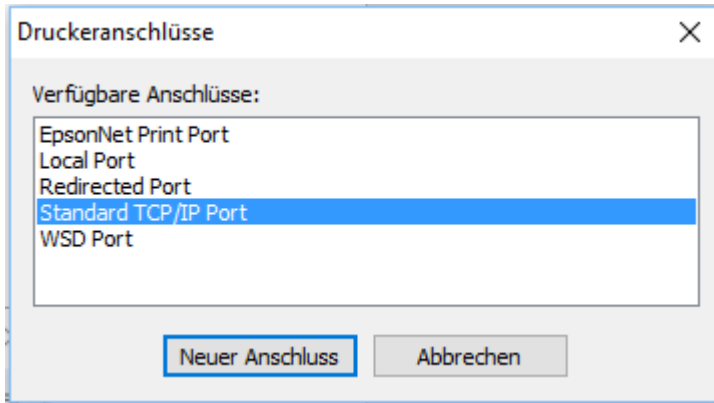 Druckeranschlüsse
Verfügbare Anschlüsse:
EpsonNet Print Port
Local Port
Redirected Port
Standard TCP/IP Port
WSD Port
Neuer Anschluss Abbrechen